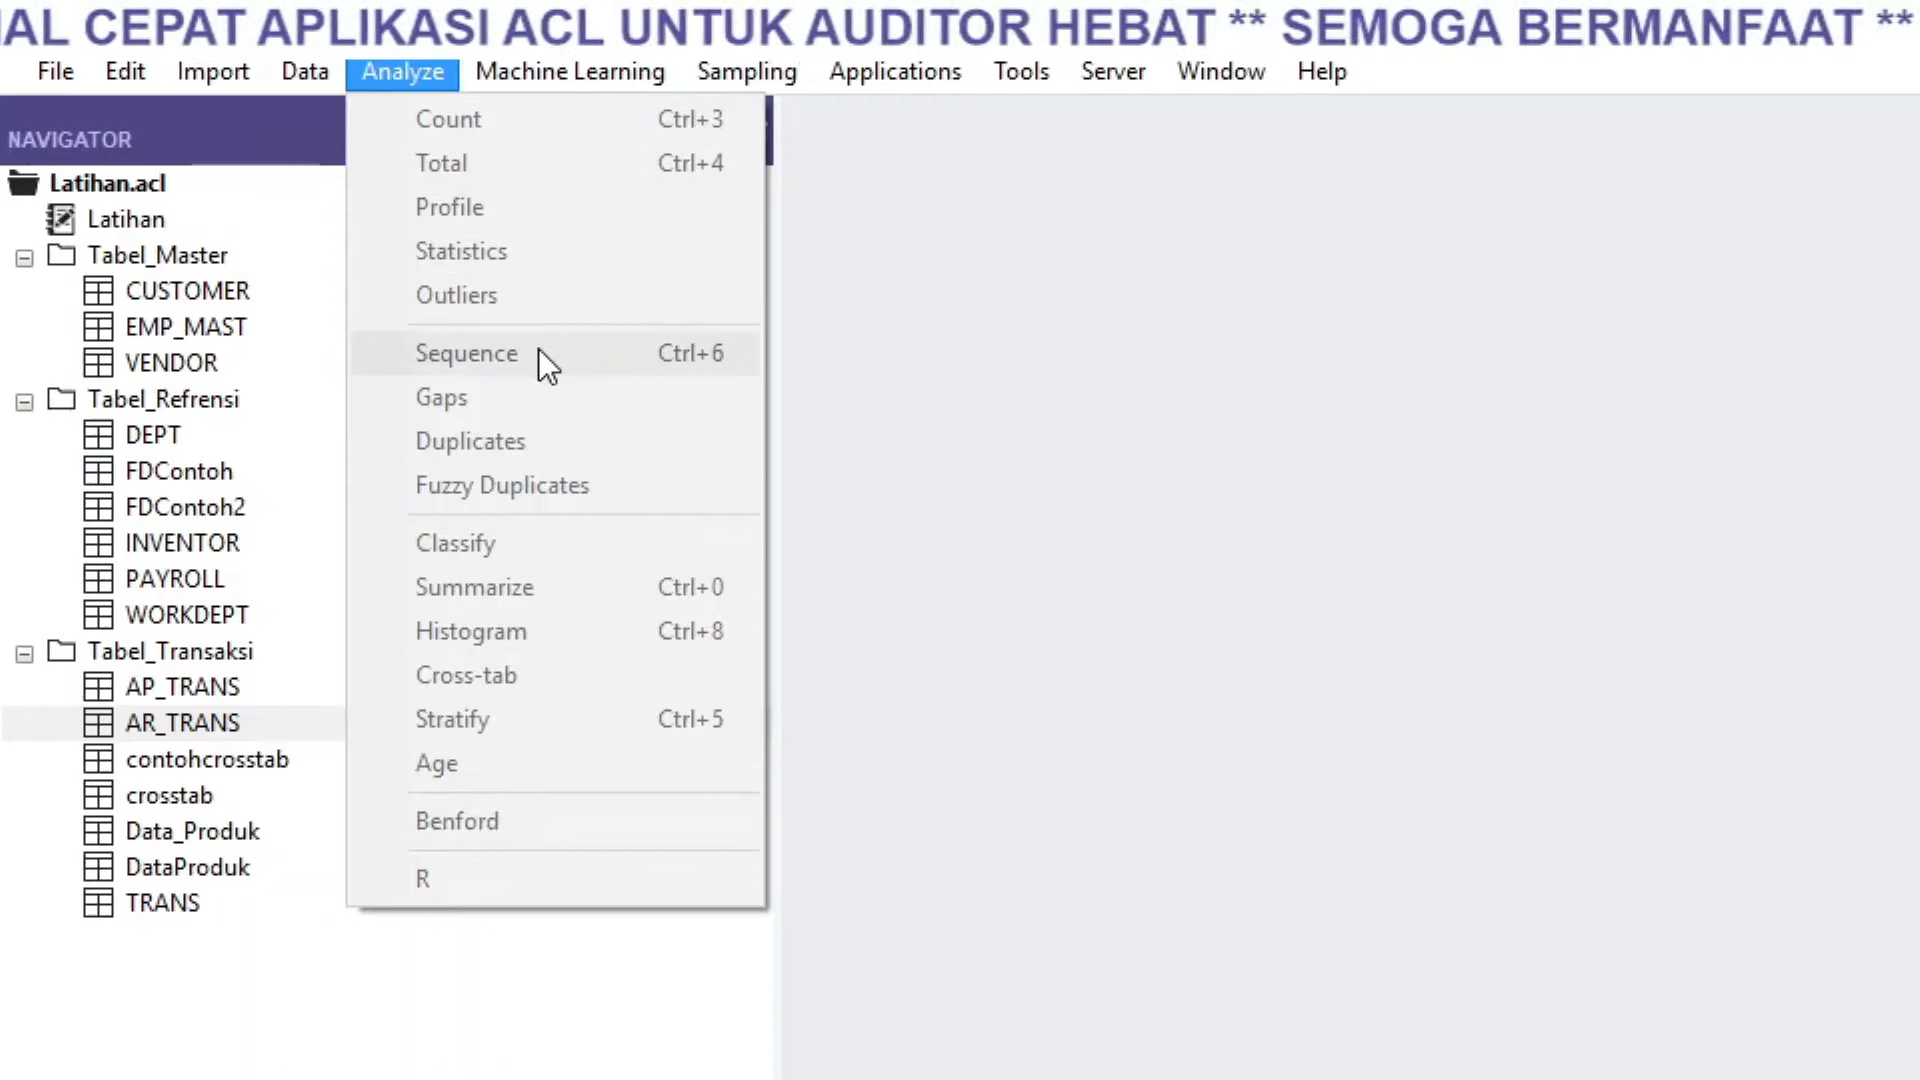 IAL CEPAT APLIKASI ACL UNTUK AUDITOR HEBAT ** SEMOGA BERMANFAAT **
File Edit Import Data Analyze Machine Learning Sampling Applications Tools Server Window Help
NAVIGATOR
Latihan.acl
Latihan
Tabel_Master
CUSTOMER
EMP_MAST
VENDOR
Tabel_Refrensi
DEPT
FDContoh
FDContoh2
INVENTOR
PAYROLL
WORKDEPT
Tabel_Transaksi
AP_TRANS
AR_TRANS
contohcrosstab
crosstab
Data_Produk
DataProduk
TRANS
Count Ctrl+3
Total Ctrl+4
Profile
Statistics
Outliers
Sequence Ctrl+6
Gaps
Duplicates
Fuzzy Duplicates
Classify
Summarize Ctrl+0
Histogram Ctrl+8
Cross-tab
Stratify Ctrl+5
Age
Benford
R